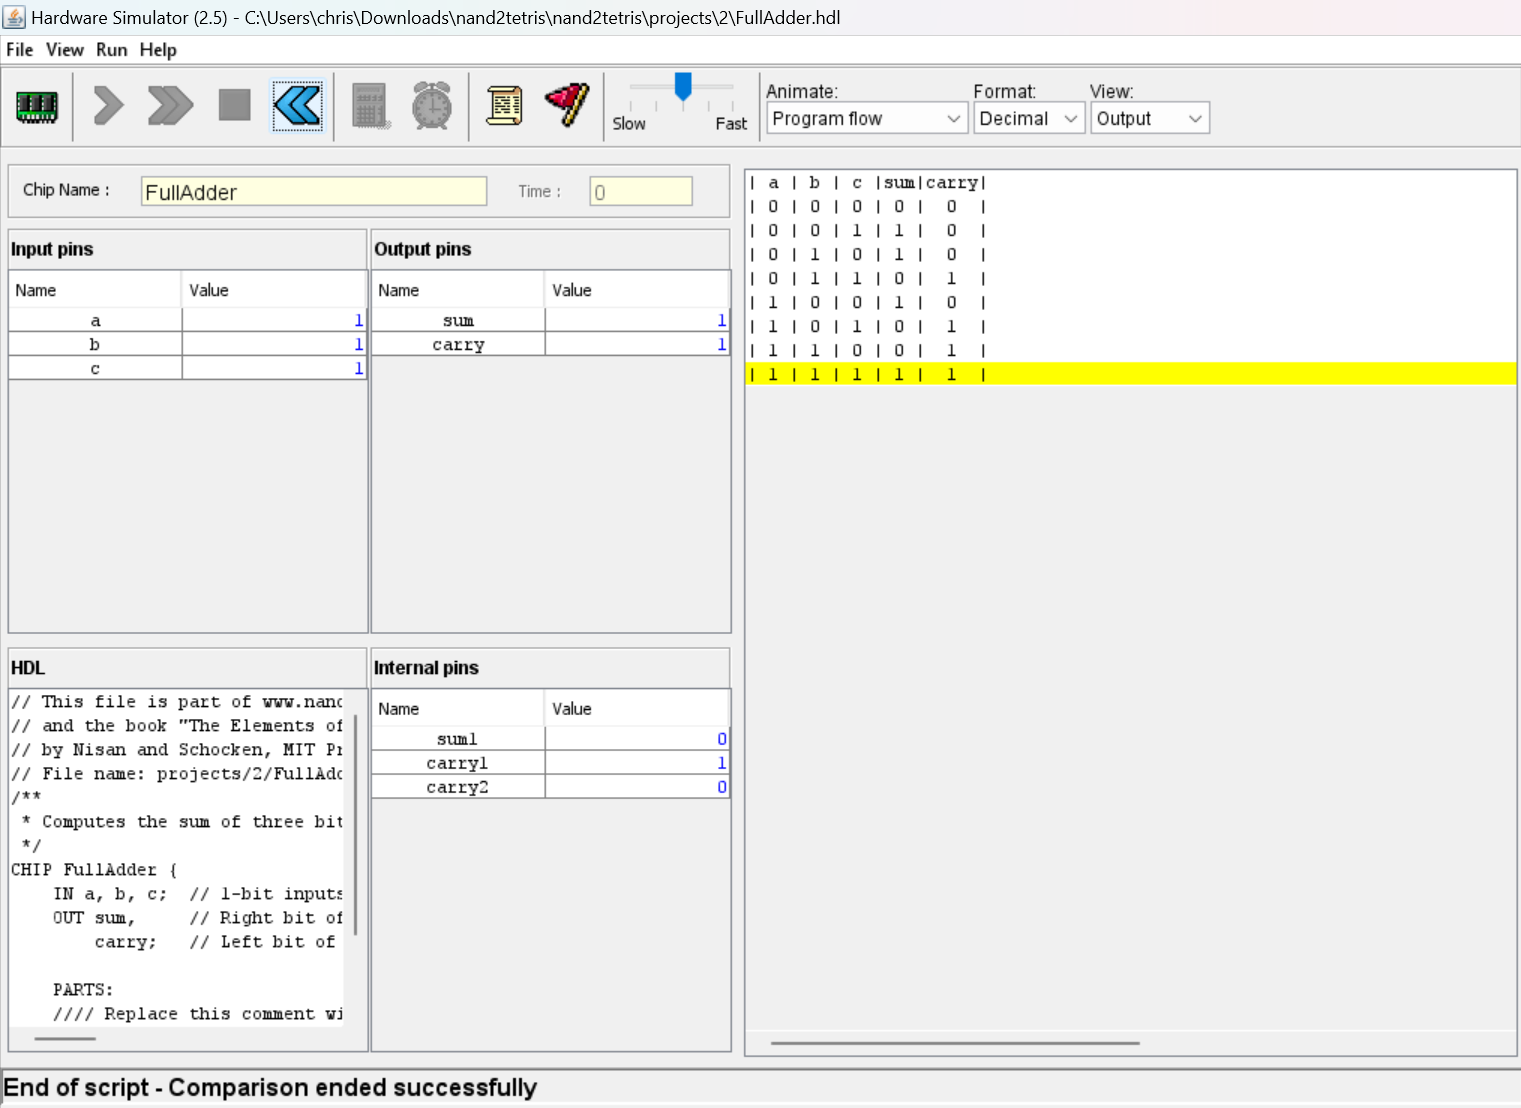 Hardware Simulator (2.5) - C:\Users\chris\Downloads\nand2tetris\nand2tetris\projects\2\FullAdder.hdl
File View Run Help
Slow Fast
Animate: Format: View:
Program flow Decimal Output
Chip Name : FullAdder Time : 0
Input pins
Name Value
a 1
b 1
c 1
Output pins
Name Value
sum 1
carry 1
HDL
// This file is part of www.nand
// and the book "The Elements of
// by Nisan and Schocken, MIT Pr
// File name: projects/2/FullAdd
/**
 * Computes the sum of three bit
 */
CHIP FullAdder {
    IN a, b, c;  // 1-bit inputs
    OUT sum,     // Right bit of
        carry;   // Left bit of

    PARTS:
    //// Replace this comment wi
Internal pins
Name Value
sum1 0
carry1 1
carry2 0
| a | b | c |sum|carry|
| 0 | 0 | 0 | 0 | 0 |
| 0 | 0 | 1 | 1 | 0 |
| 0 | 1 | 0 | 1 | 0 |
| 0 | 1 | 1 | 0 | 1 |
| 1 | 0 | 0 | 1 | 0 |
| 1 | 0 | 1 | 0 | 1 |
| 1 | 1 | 0 | 0 | 1 |
| 1 | 1 | 1 | 1 | 1 |
End of script - Comparison ended successfully